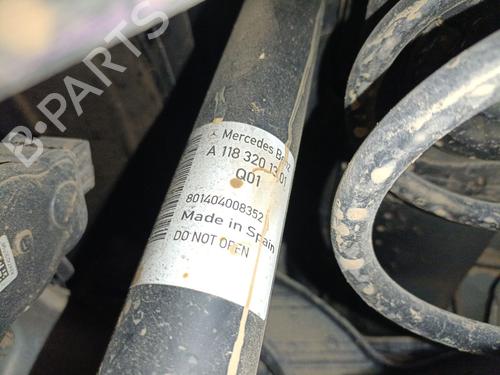 B-PARTS
Mercedes Benz
A 118 320 13 01
Q01
801404008352
Made in Spain
DO NOT OPEN